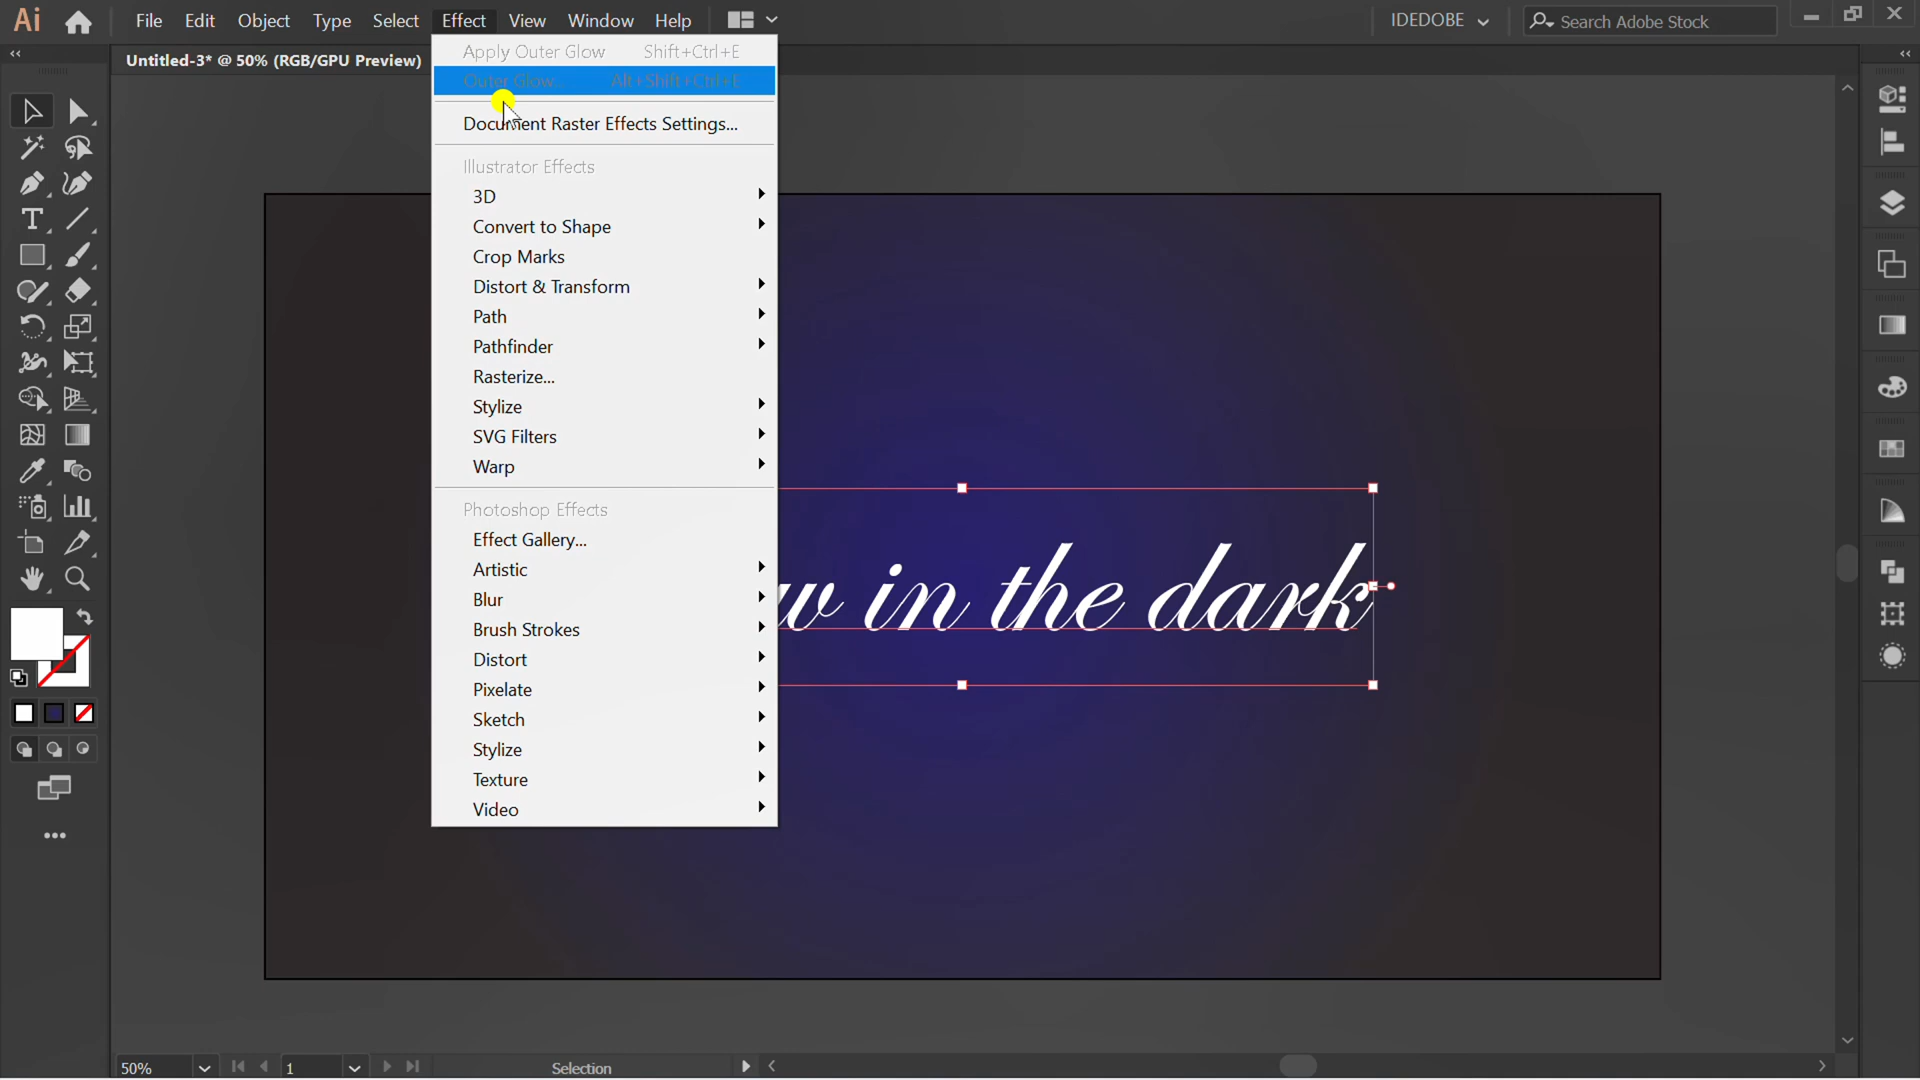 Ai File Edit Object Type Select Effect View Window Help IDEDOBE Search Adobe Stock
Untitled-3* @ 50% (RGB/GPU Preview)
Apply Outer Glow Shift+Ctrl+E
Outer Glow... Alt+Shift+Ctrl+E
Document Raster Effects Settings...
Illustrator Effects
3D
Convert to Shape
Crop Marks
Distort & Transform
Path
Pathfinder
Rasterize...
Stylize
SVG Filters
Warp
Photoshop Effects
Effect Gallery...
Artistic
Blur
Brush Strokes
Distort
Pixelate
Sketch
Stylize
Texture
Video
w in the dark
50% 1 Selection